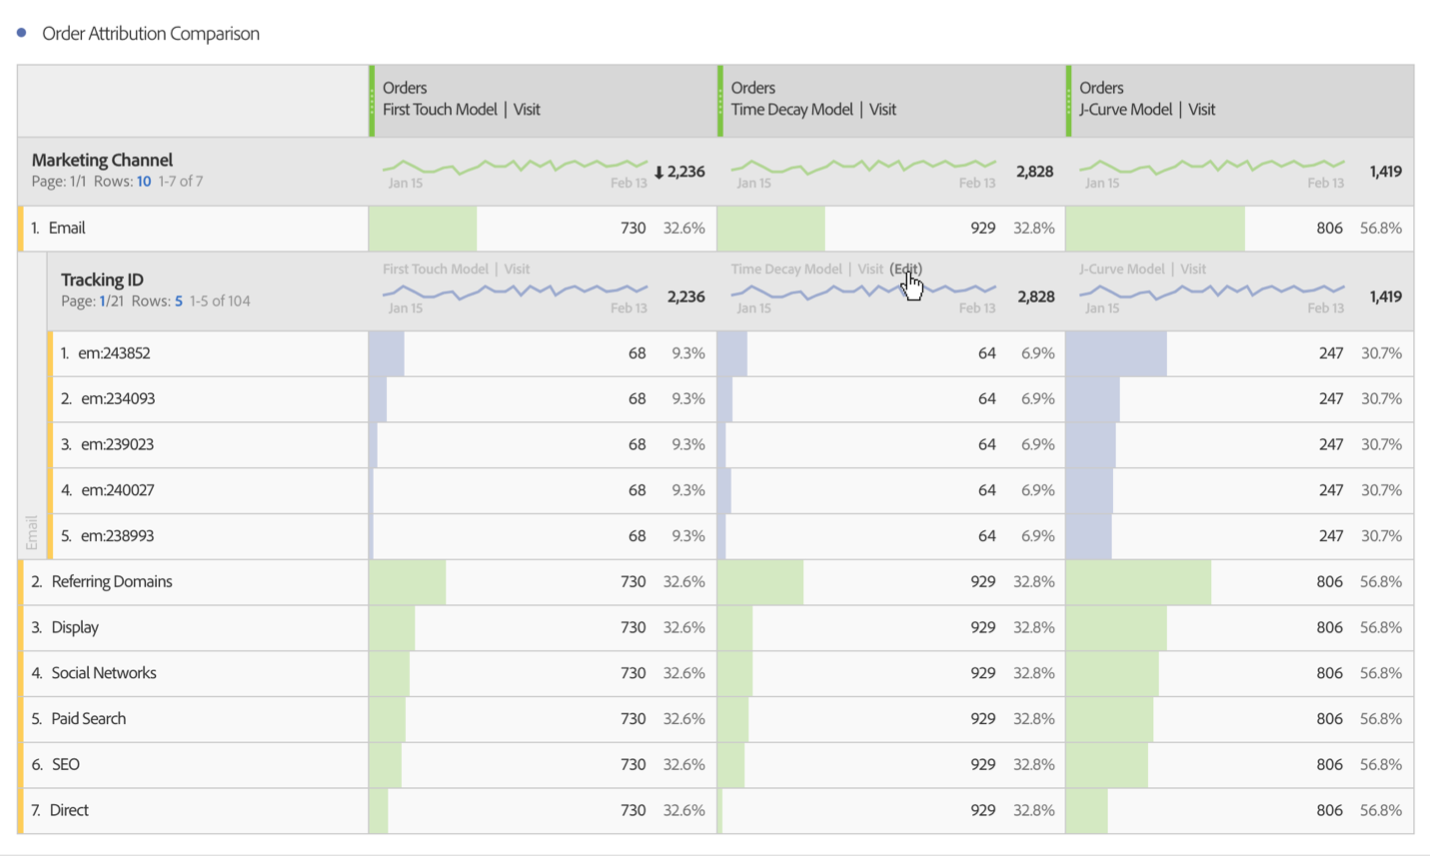 Order Attribution Comparison
Orders
First Touch Model | Visit
Orders
Time Decay Model | Visit
Orders
J-Curve Model | Visit
Marketing Channel
Page: 1/1 Rows: 10 1-7 of 7
Jan 15 Feb 13 2,236
Jan 15 Feb 13 2,828
Jan 15 Feb 13 1,419
1. Email 730 32.6% 929 32.8% 806 56.8%
Tracking ID
Page: 1/21 Rows: 5 1-5 of 104
First Touch Model | Visit
Jan 15 Feb 13 2,236
Time Decay Model | Visit (Edit)
Jan 15 Feb 13 2,828
J-Curve Model | Visit
Jan 15 Feb 13 1,419
Email
1. em:243852 68 9.3% 64 6.9% 247 30.7%
2. em:234093 68 9.3% 64 6.9% 247 30.7%
3. em:239023 68 9.3% 64 6.9% 247 30.7%
4. em:240027 68 9.3% 64 6.9% 247 30.7%
5. em:238993 68 9.3% 64 6.9% 247 30.7%
2. Referring Domains 730 32.6% 929 32.8% 806 56.8%
3. Display 730 32.6% 929 32.8% 806 56.8%
4. Social Networks 730 32.6% 929 32.8% 806 56.8%
5. Paid Search 730 32.6% 929 32.8% 806 56.8%
6. SEO 730 32.6% 929 32.8% 806 56.8%
7. Direct 730 32.6% 929 32.8% 806 56.8%